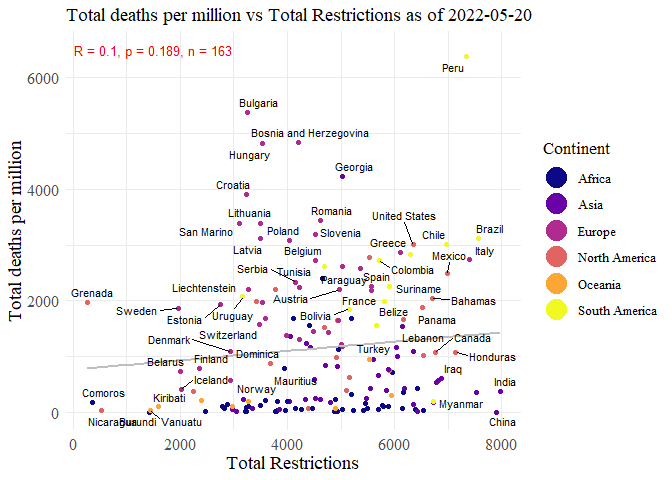 Total deaths per million vs Total Restrictions as of 2022-05-20
R = 0.1, p = 0.189, n = 163
Total deaths per million
6000
4000
2000
0
Peru
Bulgaria
Bosnia and Herzegovina
Hungary
Georgia
Croatia
Lithuania
Romania
United States
San Marino
Poland
Slovenia
Chile
Brazil
Latvia
Belgium
Greece
Mexico
Italy
Serbia
Tunisia
Colombia
Liechtenstein
Paraguay
Spain
Suriname
Grenada
Austria
France
Bahamas
Sweden
Estonia
Uruguay
Bolivia
Belize
Panama
Denmark
Switzerland
Lebanon
Canada
Turkey
Honduras
Belarus
Finland
Dominica
Iraq
Iceland
Mauritius
India
Comoros
Kiribati
Norway
Myanmar
Nicaragua
Burundi
Vanuatu
China
0
2000
4000
6000
8000
Total Restrictions
Continent
Africa
Asia
Europe
North America
Oceania
South America